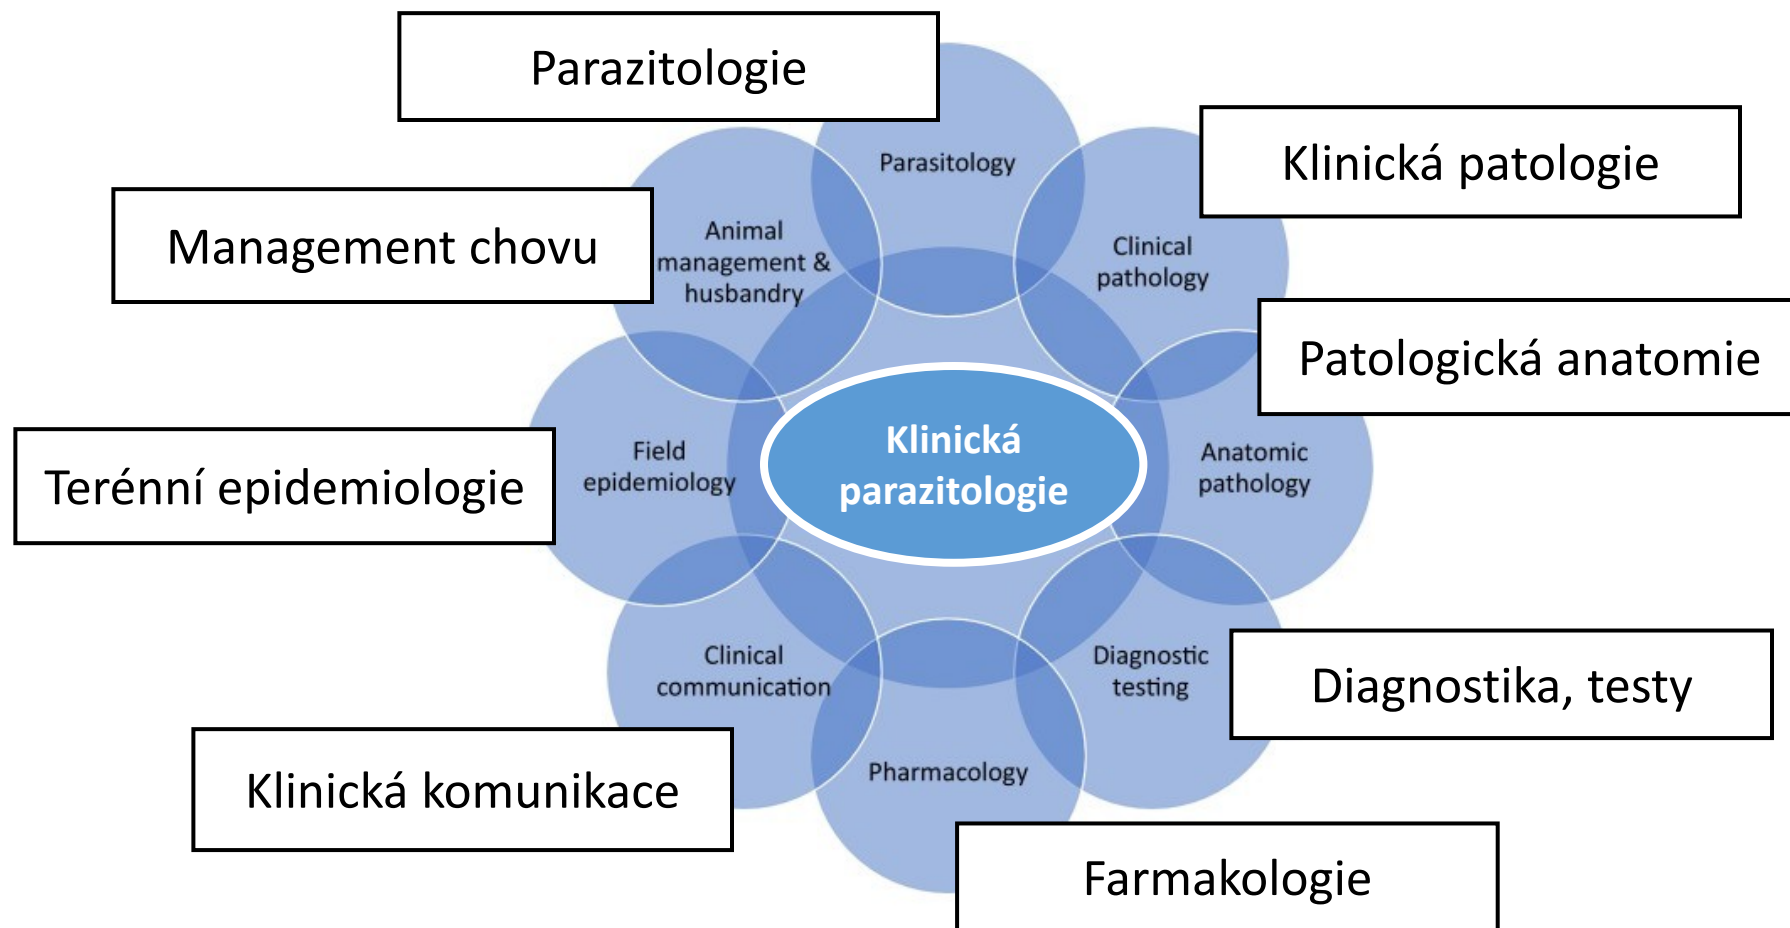 Parazitologie
Parasitology
Klinická patologie
Clinical
pathology
Management chovu
Animal
management &
husbandry
Patologická anatomie
Anatomic
pathology
Klinická
parazitologie
Terénní epidemiologie
Field
epidemiology
Diagnostic
testing
Diagnostika, testy
Clinical
communication
Klinická komunikace
Pharmacology
Farmakologie